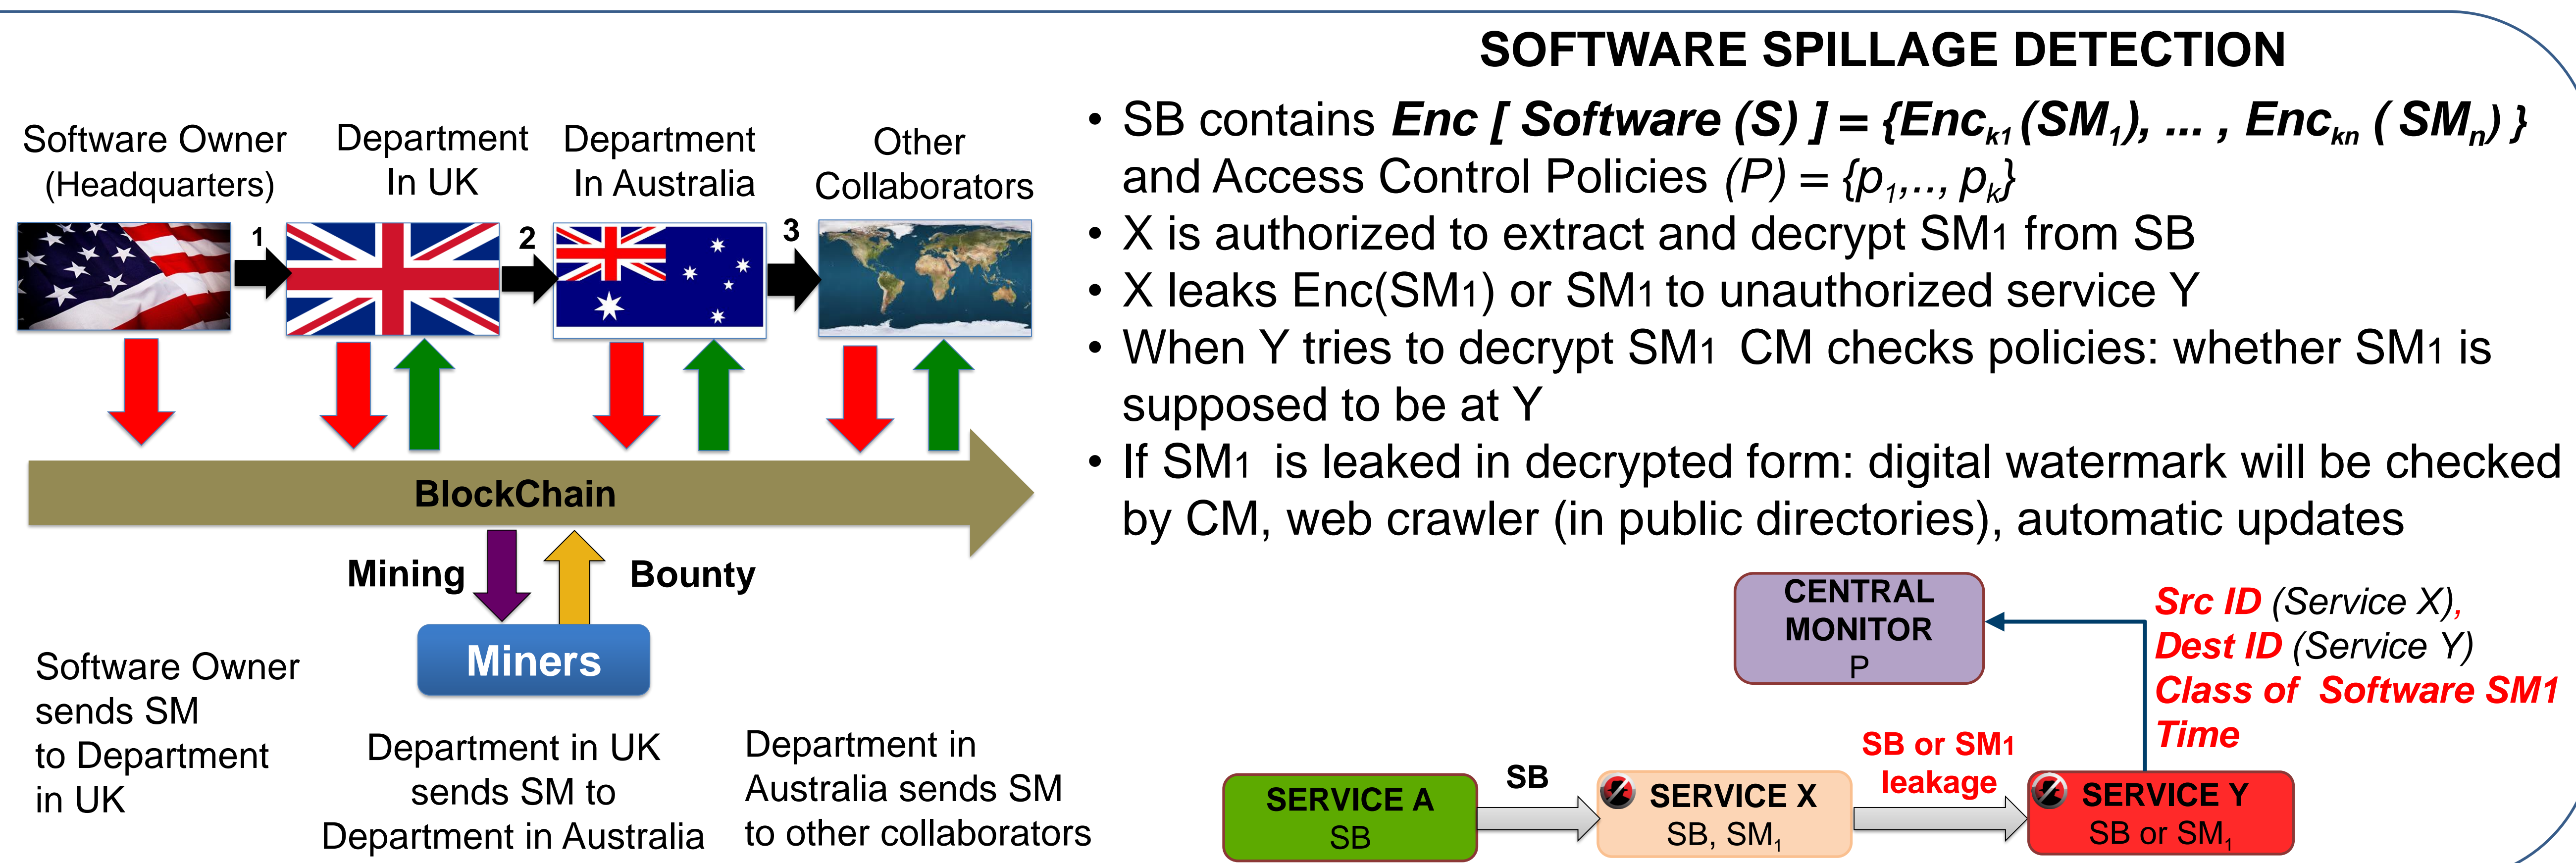 SOFTWARE SPILLAGE DETECTION
Software Owner
(Headquarters)
Department
In UK
Department
In Australia
Other
Collaborators
1
2
3
BlockChain
Mining
Bounty
Miners
Software Owner
sends SM
to Department
in UK
Department in UK
sends SM to
Department in Australia
Department in
Australia sends SM
to other collaborators
• SB contains Enc [ Software (S) ] = {Enck1 (SM1), ... , Enckn ( SMn) }
and Access Control Policies (P) = {p1,.., pk}
• X is authorized to extract and decrypt SM1 from SB
• X leaks Enc(SM1) or SM1 to unauthorized service Y
• When Y tries to decrypt SM1 CM checks policies: whether SM1 is
supposed to be at Y
• If SM1 is leaked in decrypted form: digital watermark will be checked
by CM, web crawler (in public directories), automatic updates
CENTRAL
MONITOR
P
Src ID (Service X),
Dest ID (Service Y)
Class of Software SM1
Time
SERVICE A
SB
SB
SERVICE X
SB, SM1
SB or SM1
leakage
SERVICE Y
SB or SM1